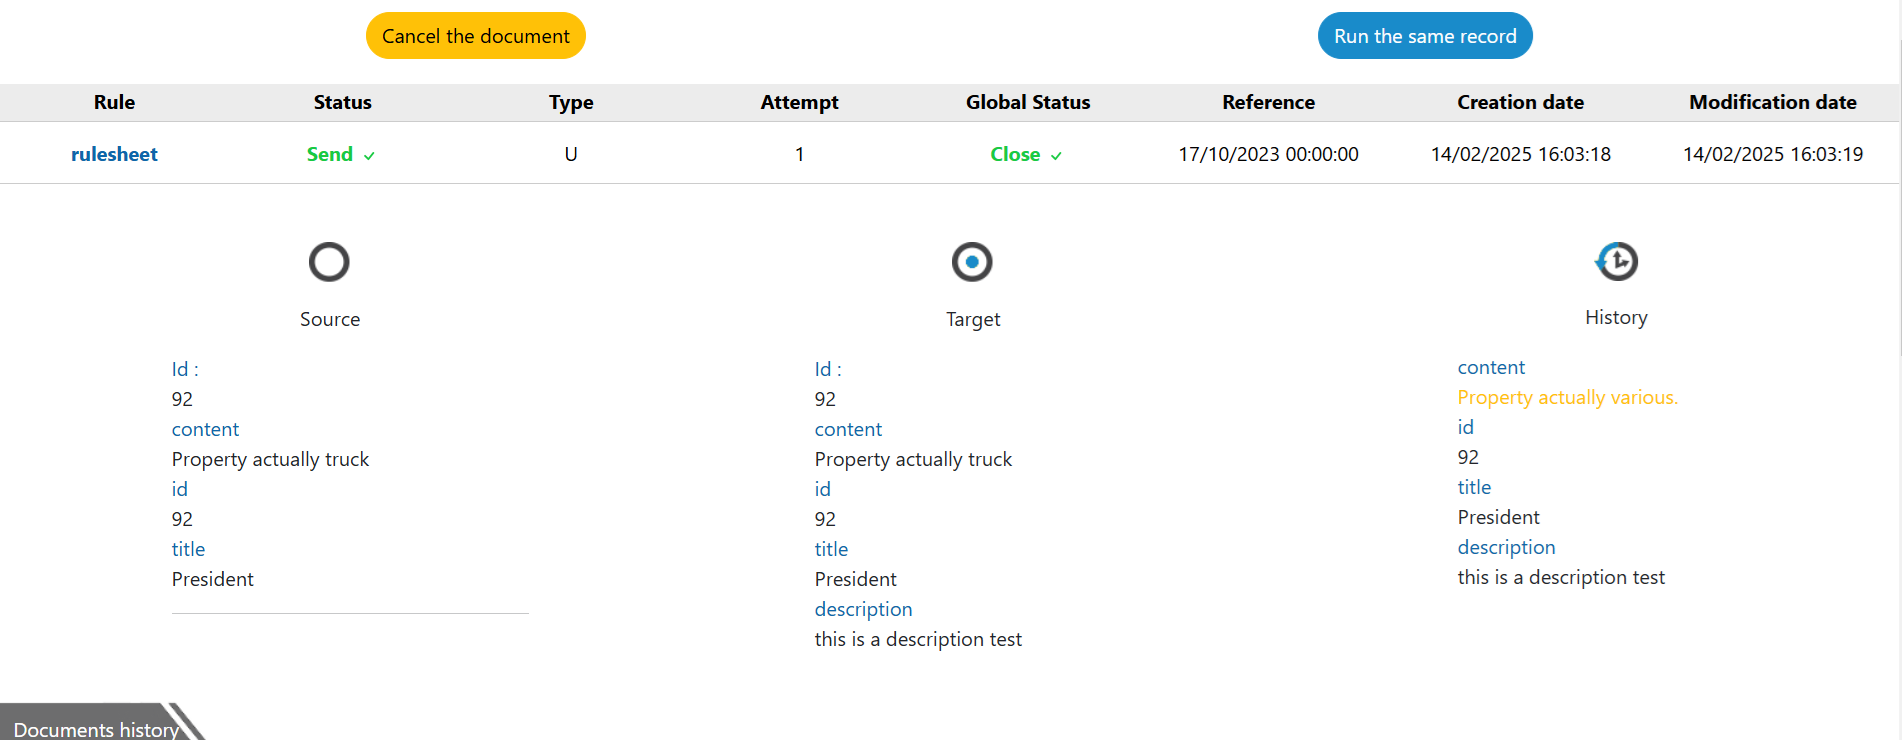 Cancel the document
Run the same record
Rule Status Type Attempt Global Status Reference Creation date Modification date
rulesheet Send ✓ U 1 Close ✓ 17/10/2023 00:00:00 14/02/2025 16:03:18 14/02/2025 16:03:19
Source
Id :
92
content
Property actually truck
id
92
title
President
Target
Id :
92
content
Property actually truck
id
92
title
President
description
this is a description test
History
content
Property actually various.
id
92
title
President
description
this is a description test
Documents history